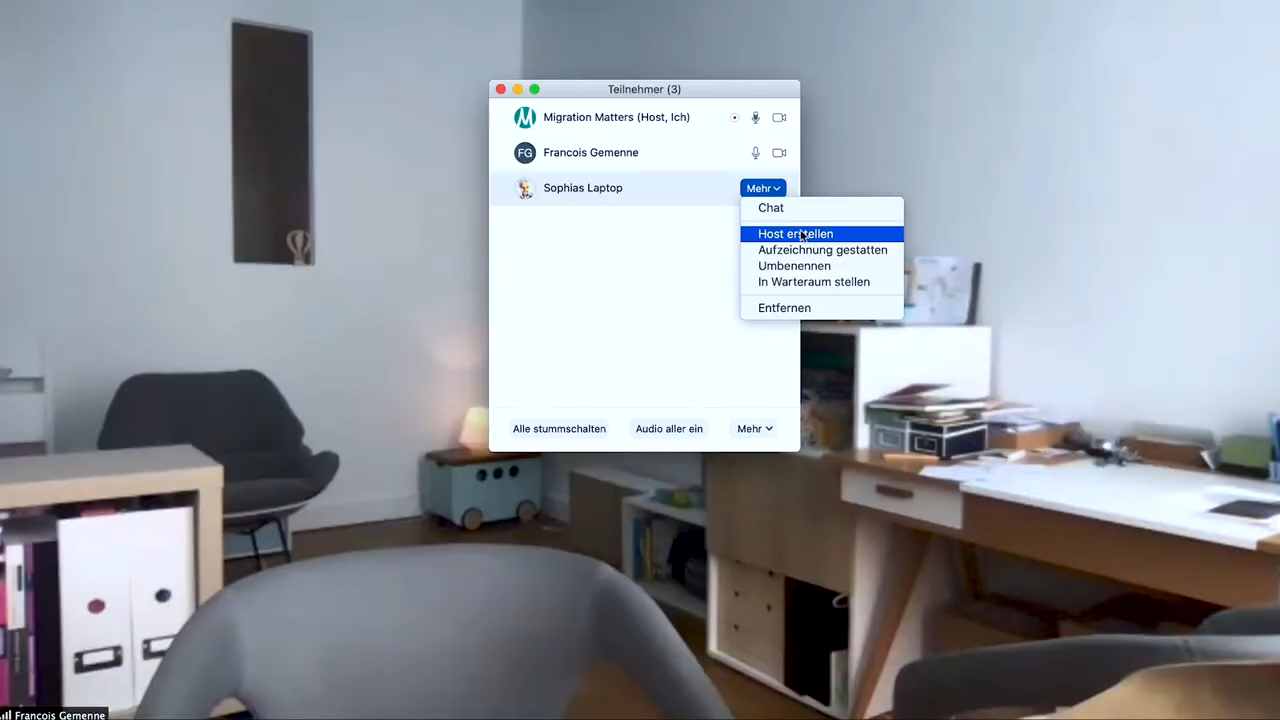 Teilnehmer (3)
Migration Matters (Host, Ich)
FG Francois Gemenne
Sophias Laptop
Mehr
Chat
Host erstellen
Aufzeichnung gestatten
Umbenennen
In Warteraum stellen
Entfernen
Alle stummschalten Audio aller ein Mehr
Francois Gemenne